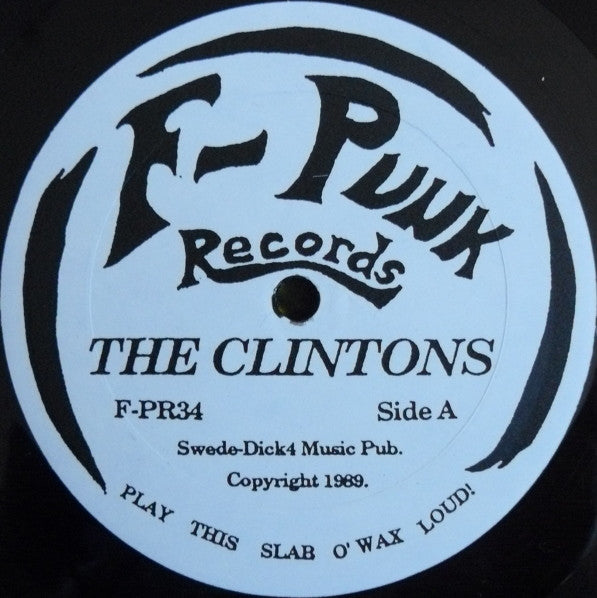 F-Punk
Records
THE CLINTONS
F-PR34 Side A
Swede-Dick4 Music Pub.
Copyright 1989.
PLAY THIS SLAB O' WAX LOUD!